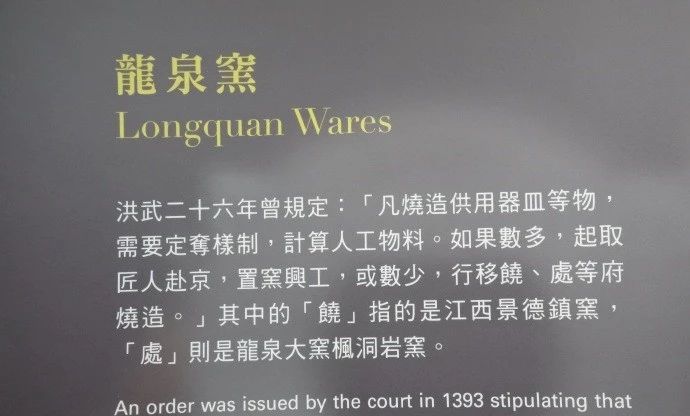 龍泉窯
Longquan Wares
洪武二十六年曾規定：「凡燒造供用器皿等物，
需要定奪樣制，計算人工物料。如果數多，起取
匠人赴京，置窯興工，或數少，行移饒、處等府
燒造。」其中的「饒」指的是江西景德鎮窯，
「處」則是龍泉大窯楓洞岩窯。
An order was issued by the court in 1393 stipulating that